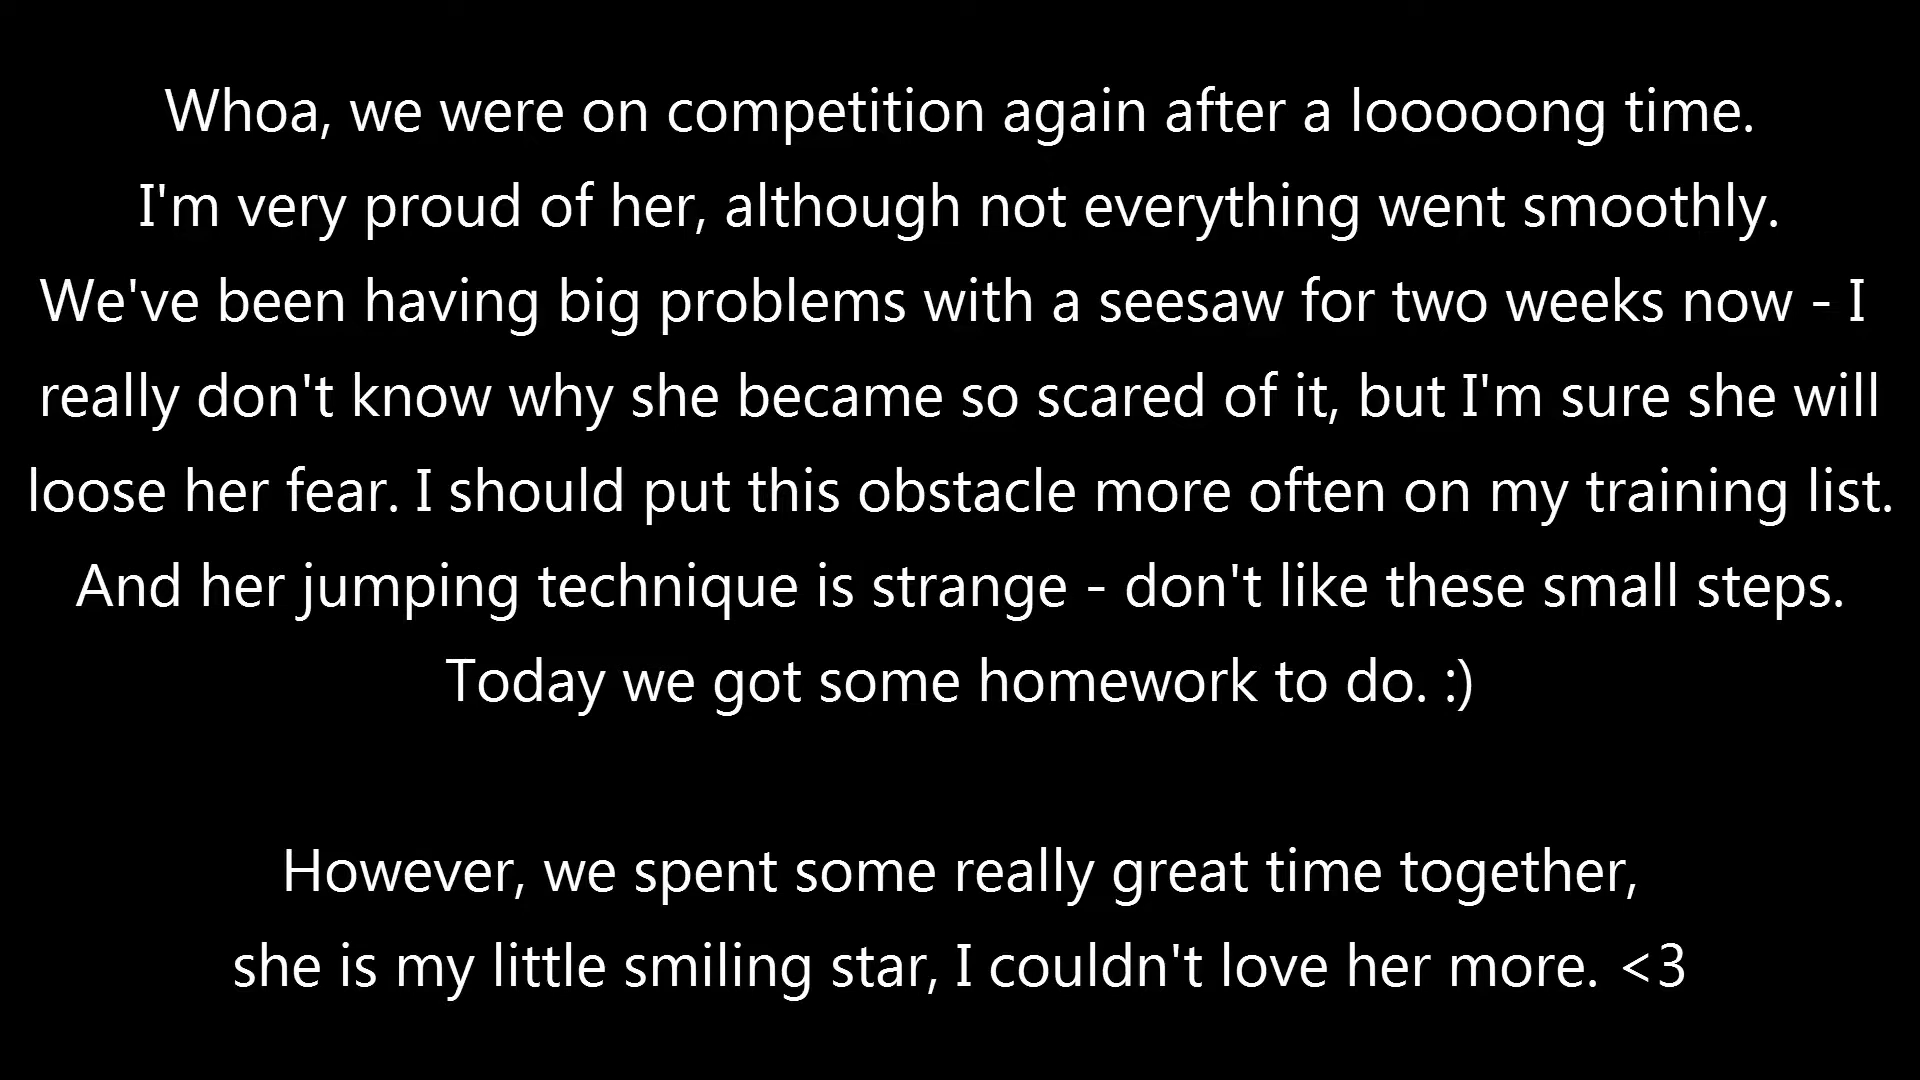 Whoa, we were on competition again after a looooong time.
I'm very proud of her, although not everything went smoothly.
We've been having big problems with a seesaw for two weeks now - I
really don't know why she became so scared of it, but I'm sure she will
loose her fear. I should put this obstacle more often on my training list.
And her jumping technique is strange - don't like these small steps.
Today we got some homework to do. :)
However, we spent some really great time together,
she is my little smiling star, I couldn't love her more. <3